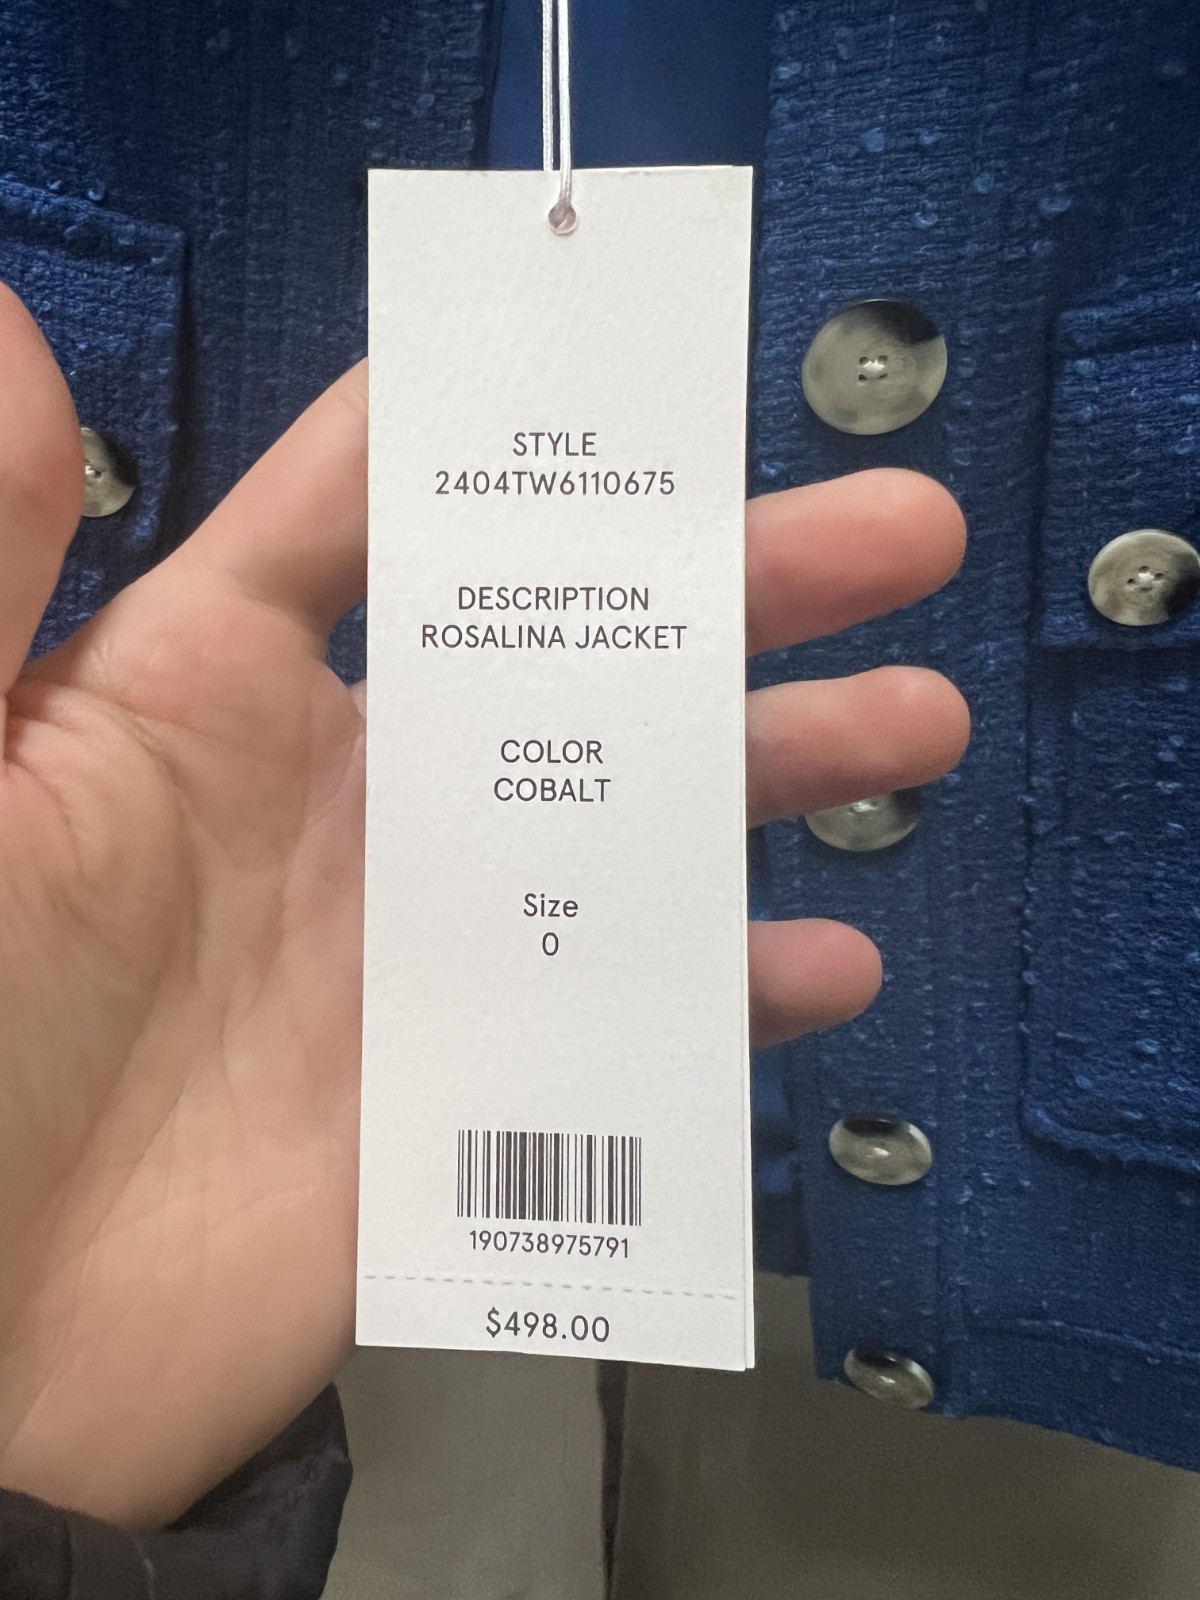 STYLE
2404TW6110675
DESCRIPTION
ROSALINA JACKET
COLOR
COBALT
Size
0
190738975791
$498.00